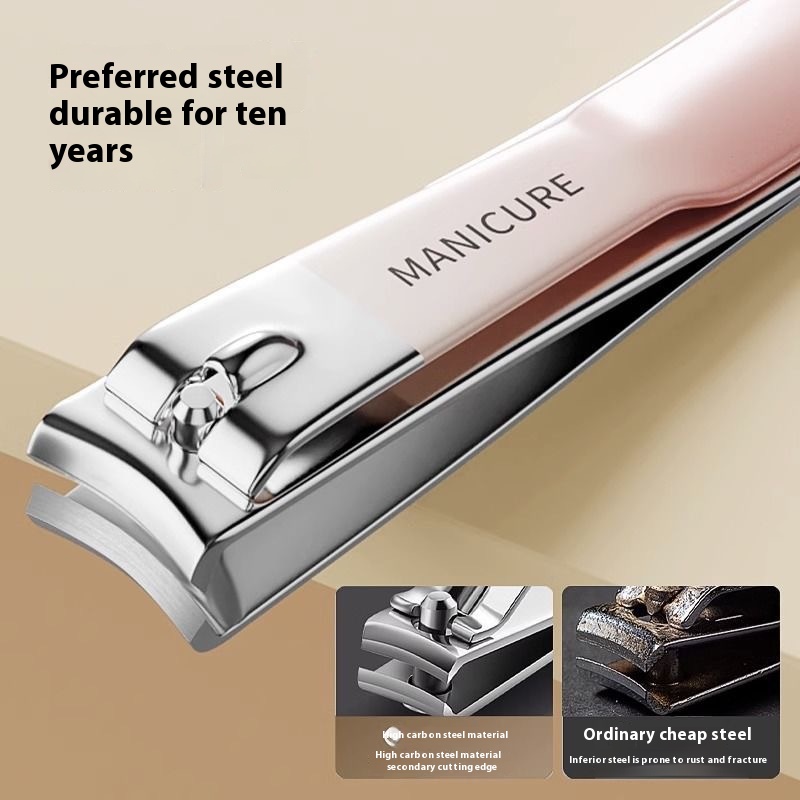 Preferred steel
durable for ten
years
MANICURE
High carbon steel material
High carbon steel material
secondary cutting edge
Ordinary cheap steel
Inferior steel is prone to rust and fracture